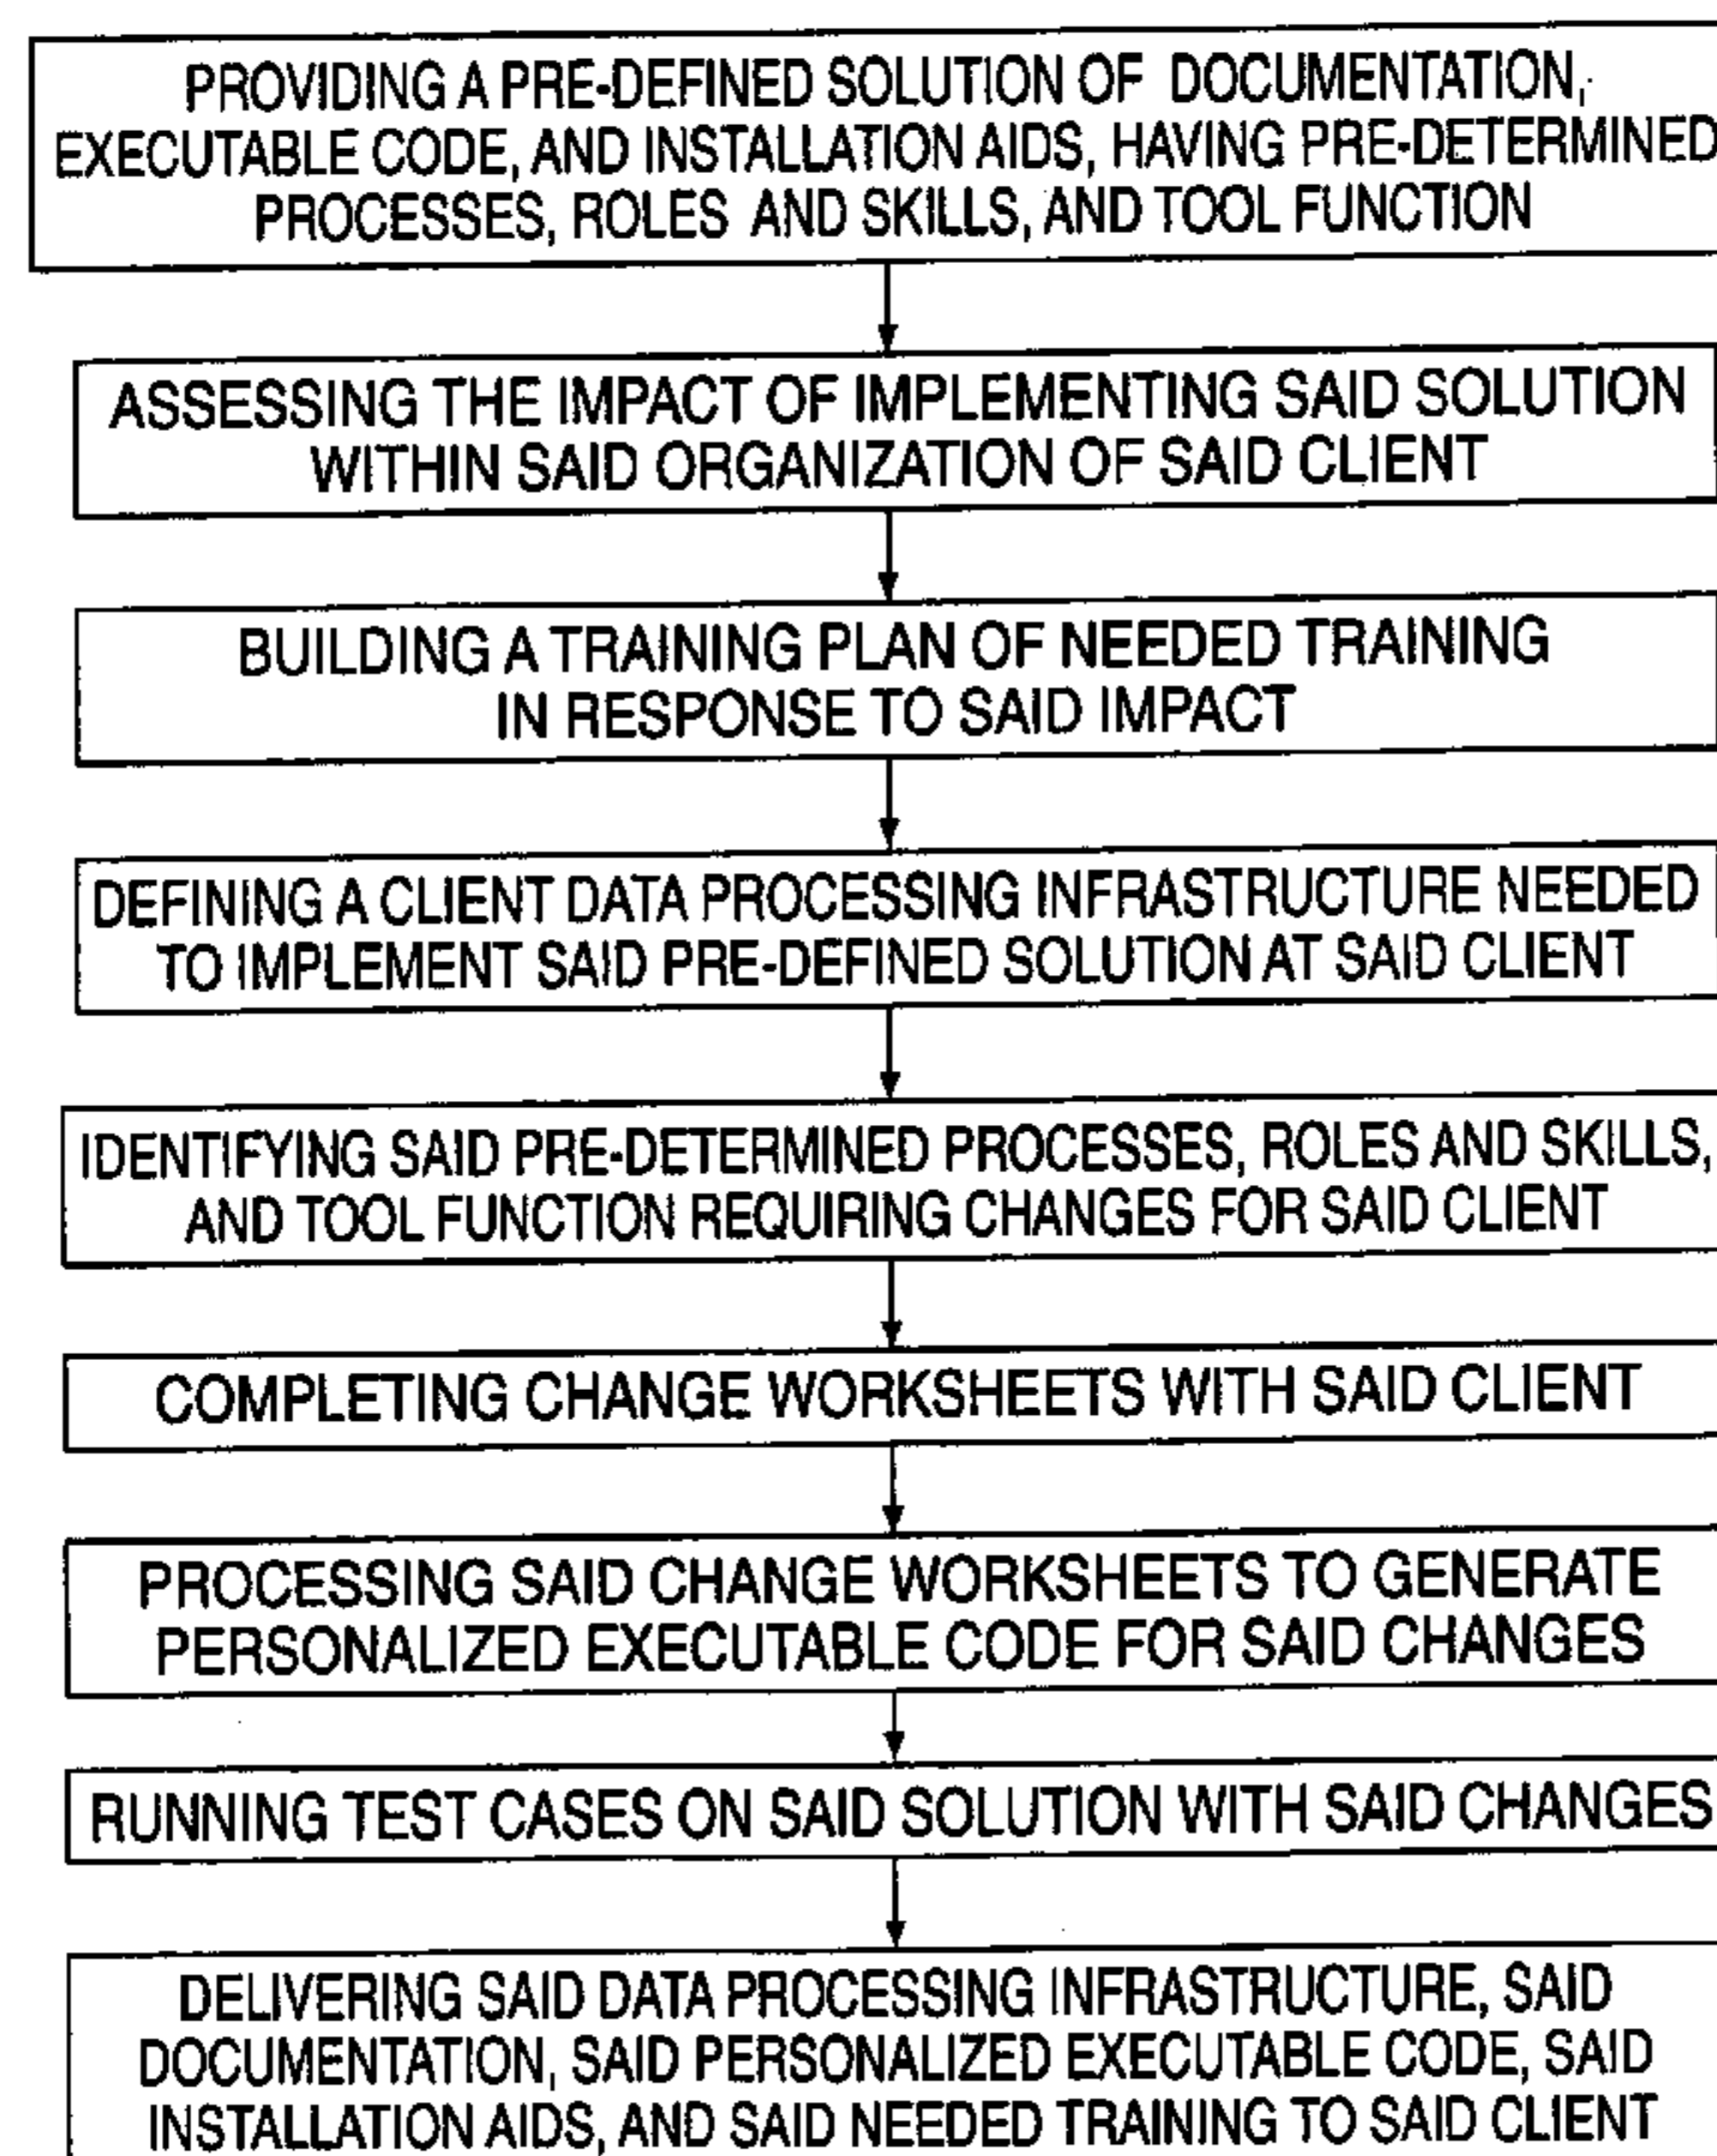 PROVIDING A PRE-DEFINED SOLUTION OF DOCUMENTATION,
EXECUTABLE CODE, AND INSTALLATION AIDS, HAVING PRE-DETERMINED
PROCESSES, ROLES AND SKILLS, AND TOOL FUNCTION
ASSESSING THE IMPACT OF IMPLEMENTING SAID SOLUTION
WITHIN SAID ORGANIZATION OF SAID CLIENT
BUILDING A TRAINING PLAN OF NEEDED TRAINING
IN RESPONSE TO SAID IMPACT
DEFINING A CLIENT DATA PROCESSING INFRASTRUCTURE NEEDED
TO IMPLEMENT SAID PRE-DEFINED SOLUTION AT SAID CLIENT
IDENTIFYING SAID PRE-DETERMINED PROCESSES, ROLES AND SKILLS,
AND TOOL FUNCTION REQUIRING CHANGES FOR SAID CLIENT
COMPLETING CHANGE WORKSHEETS WITH SAID CLIENT
PROCESSING SAID CHANGE WORKSHEETS TO GENERATE
PERSONALIZED EXECUTABLE CODE FOR SAID CHANGES
RUNNING TEST CASES ON SAID SOLUTION WITH SAID CHANGES
DELIVERING SAID DATA PROCESSING INFRASTRUCTURE, SAID
DOCUMENTATION, SAID PERSONALIZED EXECUTABLE CODE, SAID
INSTALLATION AIDS, AND SAID NEEDED TRAINING TO SAID CLIENT